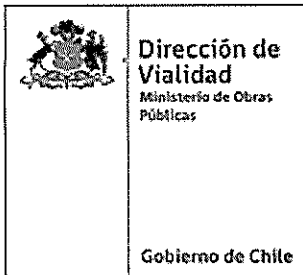 Dirección de
Vialidad
Ministerio de Obras
Públicas
Gobierno de Chile